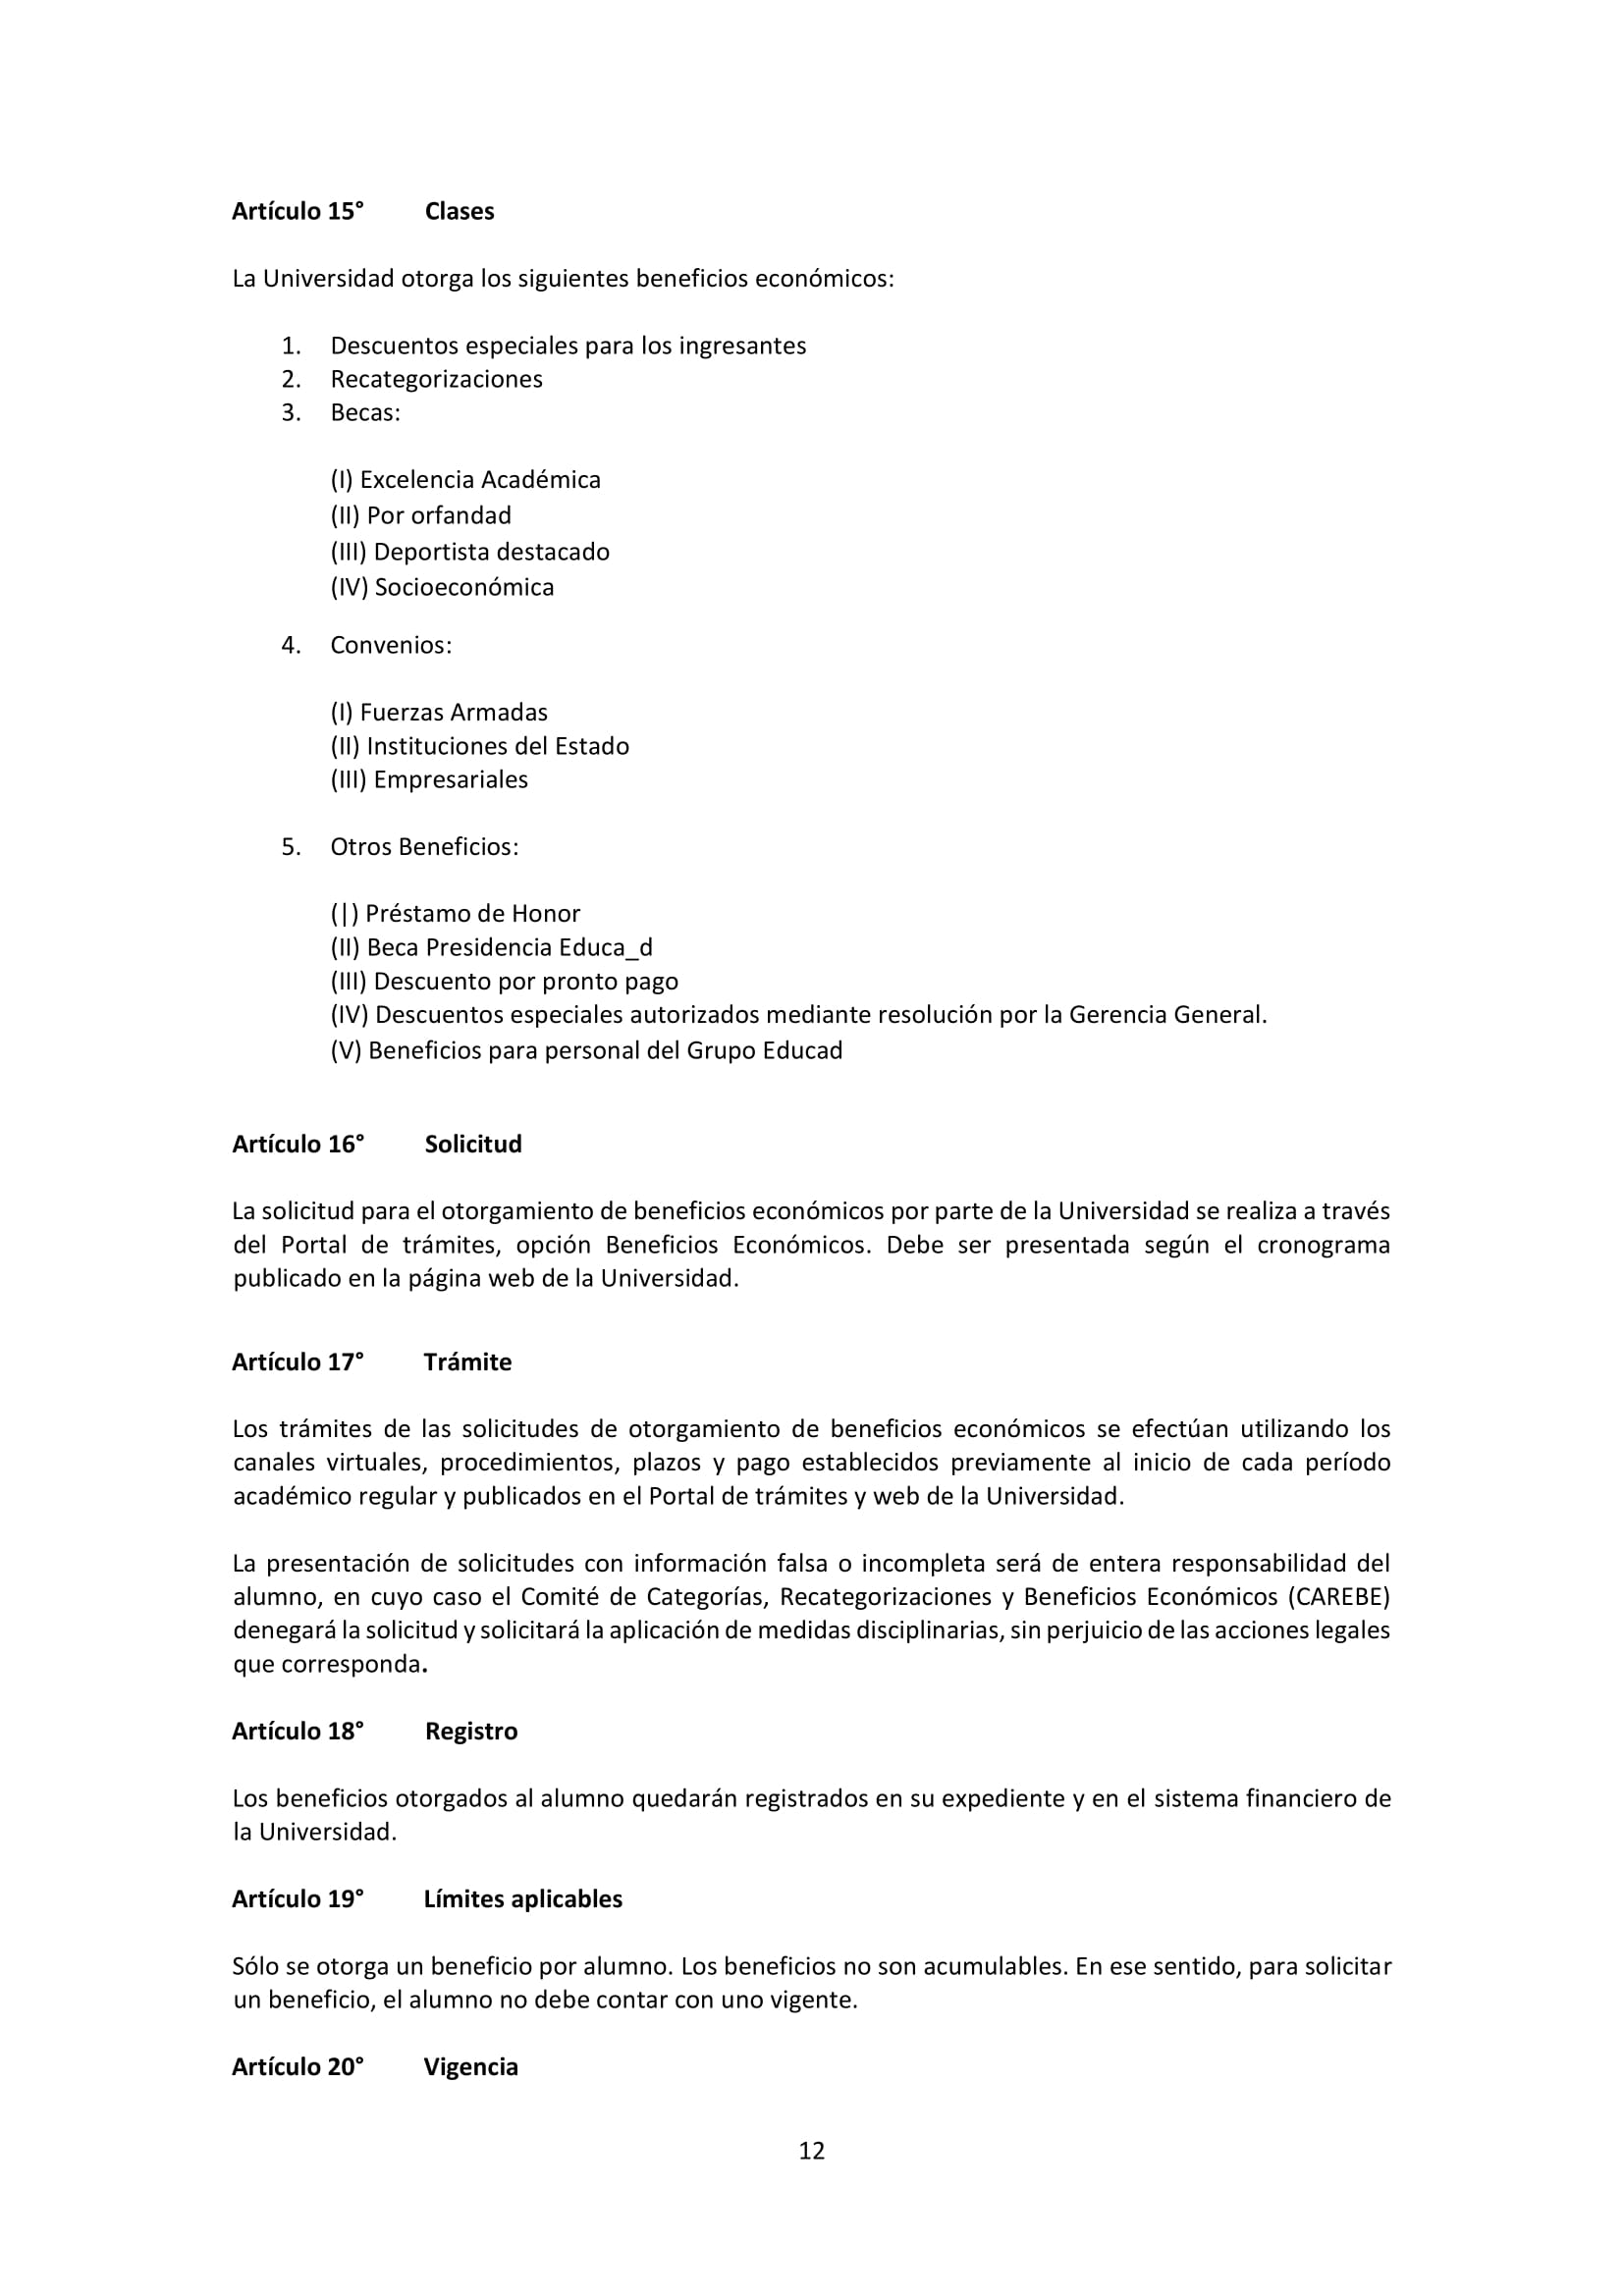 Artículo 15° Clases
La Universidad otorga los siguientes beneficios económicos:
1. Descuentos especiales para los ingresantes
2. Recategorizaciones
3. Becas:
(I) Excelencia Académica
(II) Por orfandad
(III) Deportista destacado
(IV) Socioeconómica
4. Convenios:
(I) Fuerzas Armadas
(II) Instituciones del Estado
(III) Empresariales
5. Otros Beneficios:
(|) Préstamo de Honor
(II) Beca Presidencia Educa_d
(III) Descuento por pronto pago
(IV) Descuentos especiales autorizados mediante resolución por la Gerencia General.
(V) Beneficios para personal del Grupo Educad
Artículo 16° Solicitud
La solicitud para el otorgamiento de beneficios económicos por parte de la Universidad se realiza a través
del Portal de trámites, opción Beneficios Económicos. Debe ser presentada según el cronograma
publicado en la página web de la Universidad.
Artículo 17° Trámite
Los trámites de las solicitudes de otorgamiento de beneficios económicos se efectúan utilizando los
canales virtuales, procedimientos, plazos y pago establecidos previamente al inicio de cada período
académico regular y publicados en el Portal de trámites y web de la Universidad.
La presentación de solicitudes con información falsa o incompleta será de entera responsabilidad del
alumno, en cuyo caso el Comité de Categorías, Recategorizaciones y Beneficios Económicos (CAREBE)
denegará la solicitud y solicitará la aplicación de medidas disciplinarias, sin perjuicio de las acciones legales
que corresponda.
Artículo 18° Registro
Los beneficios otorgados al alumno quedarán registrados en su expediente y en el sistema financiero de
la Universidad.
Artículo 19° Límites aplicables
Sólo se otorga un beneficio por alumno. Los beneficios no son acumulables. En ese sentido, para solicitar
un beneficio, el alumno no debe contar con uno vigente.
Artículo 20° Vigencia
12